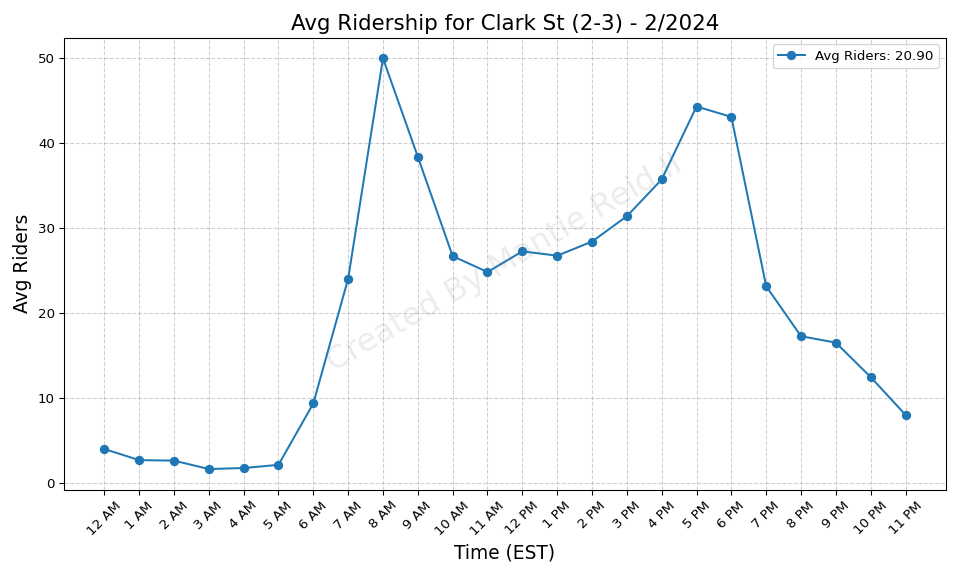 Avg Ridership for Clark St (2-3) - 2/2024
Avg Riders: 20.90
Avg Riders
50
40
30
20
10
0
Created By Mantie Reid II
12 AM
1 AM
2 AM
3 AM
4 AM
5 AM
6 AM
7 AM
8 AM
9 AM
10 AM
11 AM
12 PM
1 PM
2 PM
3 PM
4 PM
5 PM
6 PM
7 PM
8 PM
9 PM
10 PM
11 PM
Time (EST)